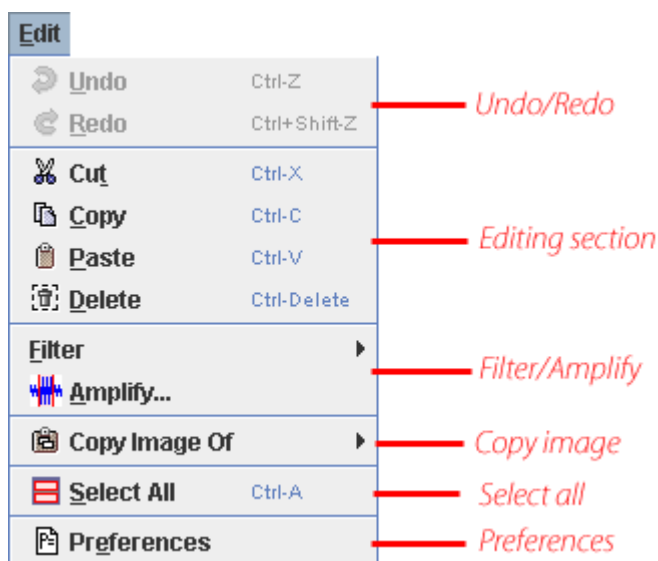 Edit
Undo Ctrl-Z
Redo Ctrl+Shift-Z
Undo/Redo
Cut Ctrl-X
Copy Ctrl-C
Paste Ctrl-V
Delete Ctrl-Delete
Editing section
Filter
Amplify...
Filter/Amplify
Copy Image Of
Copy image
Select All Ctrl-A
Select all
Preferences
Preferences